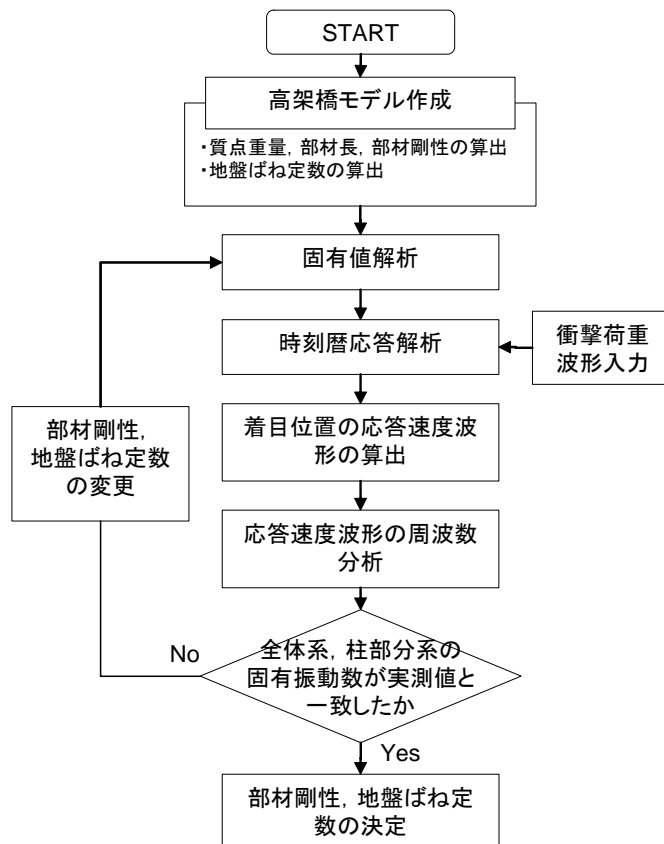 START
高架橋モデル作成
・質点重量, 部材長, 部材剛性の算出
・地盤ばね定数の算出
固有値解析
時刻暦応答解析
衝撃荷重
波形入力
着目位置の応答速度波
形の算出
部材剛性,
地盤ばね定数
の変更
応答速度波形の周波数
分析
No
全体系, 柱部分系の
固有振動数が実測値と
一致したか
Yes
部材剛性, 地盤ばね定
数の決定